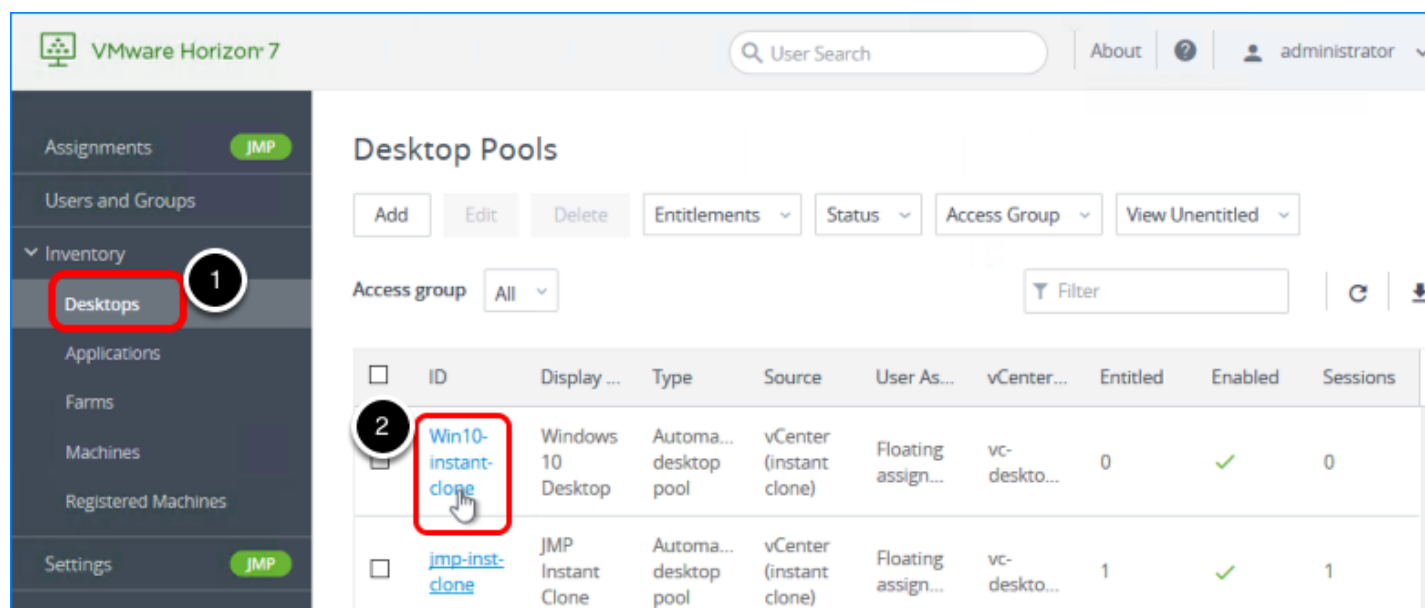 VMware Horizon® 7
User Search
About
?
administrator
Assignments JMP
Users and Groups
Inventory
1
Desktops
Applications
Farms
Machines
Registered Machines
Settings JMP
Desktop Pools
Add Edit Delete Entitlements Status Access Group View Unentitled
Access group All
Filter
ID Display ... Type Source User As... vCenter... Entitled Enabled Sessions
2
Win10-
instant-
clone
Windows
10
Desktop
Automa...
desktop
pool
vCenter
(instant
clone)
Floating
assign...
vc-
deskto...
0
0
jmp-inst-
clone
JMP
Instant
Clone
Automa...
desktop
pool
vCenter
(instant
clone)
Floating
assign...
vc-
deskto...
1
1